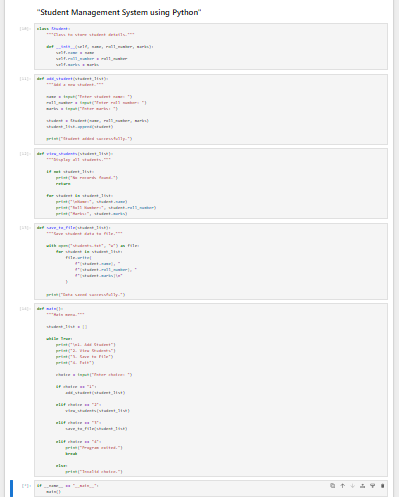 "Student Management System using Python"
class Student:
"""Class to store student details."""
def __init__(self, name, roll_number, marks):
self.name = name
self.roll_number = roll_number
self.marks = marks
def add_student(student_list):
"""Add a new student."""
name = input("Enter student name: ")
roll_number = input("Enter roll number: ")
marks = input("Enter marks: ")
student = Student(name, roll_number, marks)
student_list.append(student)
print("Student added successfully.")
def view_students(student_list):
"""Display all students."""
if not student_list:
print("No records found.")
return
for student in student_list:
print("\nName:", student.name)
print("Roll Number:", student.roll_number)
print("Marks:", student.marks)
def save_to_file(student_list):
"""Save student data to file."""
with open("students.txt", "w") as file:
for student in student_list:
file.write(
f"{student.name}, "
f"{student.roll_number}, "
f"{student.marks}\n"
)
print("Data saved successfully.")
def main():
"""Main menu."""
student_list = []
while True:
print("\n1. Add Student")
print("2. View Students")
print("3. Save to File")
print("4. Exit")
choice = input("Enter choice: ")
if choice == "1":
add_student(student_list)
elif choice == "2":
view_students(student_list)
elif choice == "3":
save_to_file(student_list)
elif choice == "4":
print("Program exited.")
break
else:
print("Invalid choice.")
if __name__ == "__main__":
main()